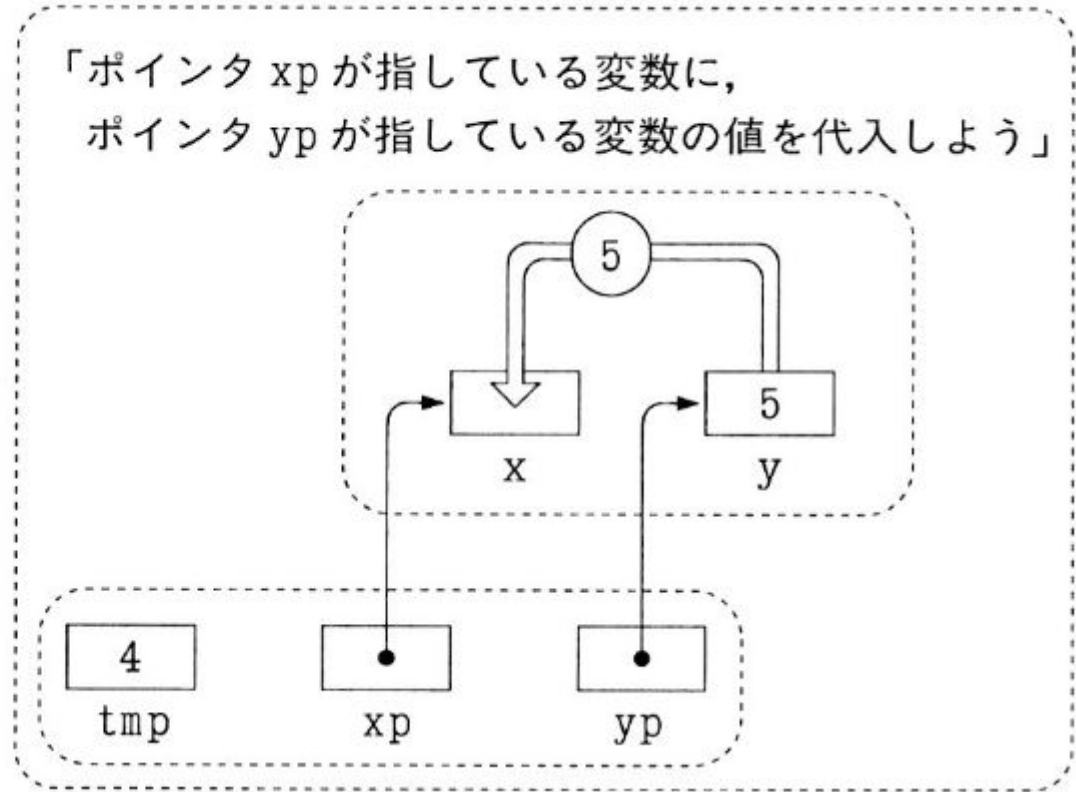 「ポインタ xp が指している変数に,
ポインタ yp が指している変数の値を代入しよう」
5
5
x y
4
tmp xp yp